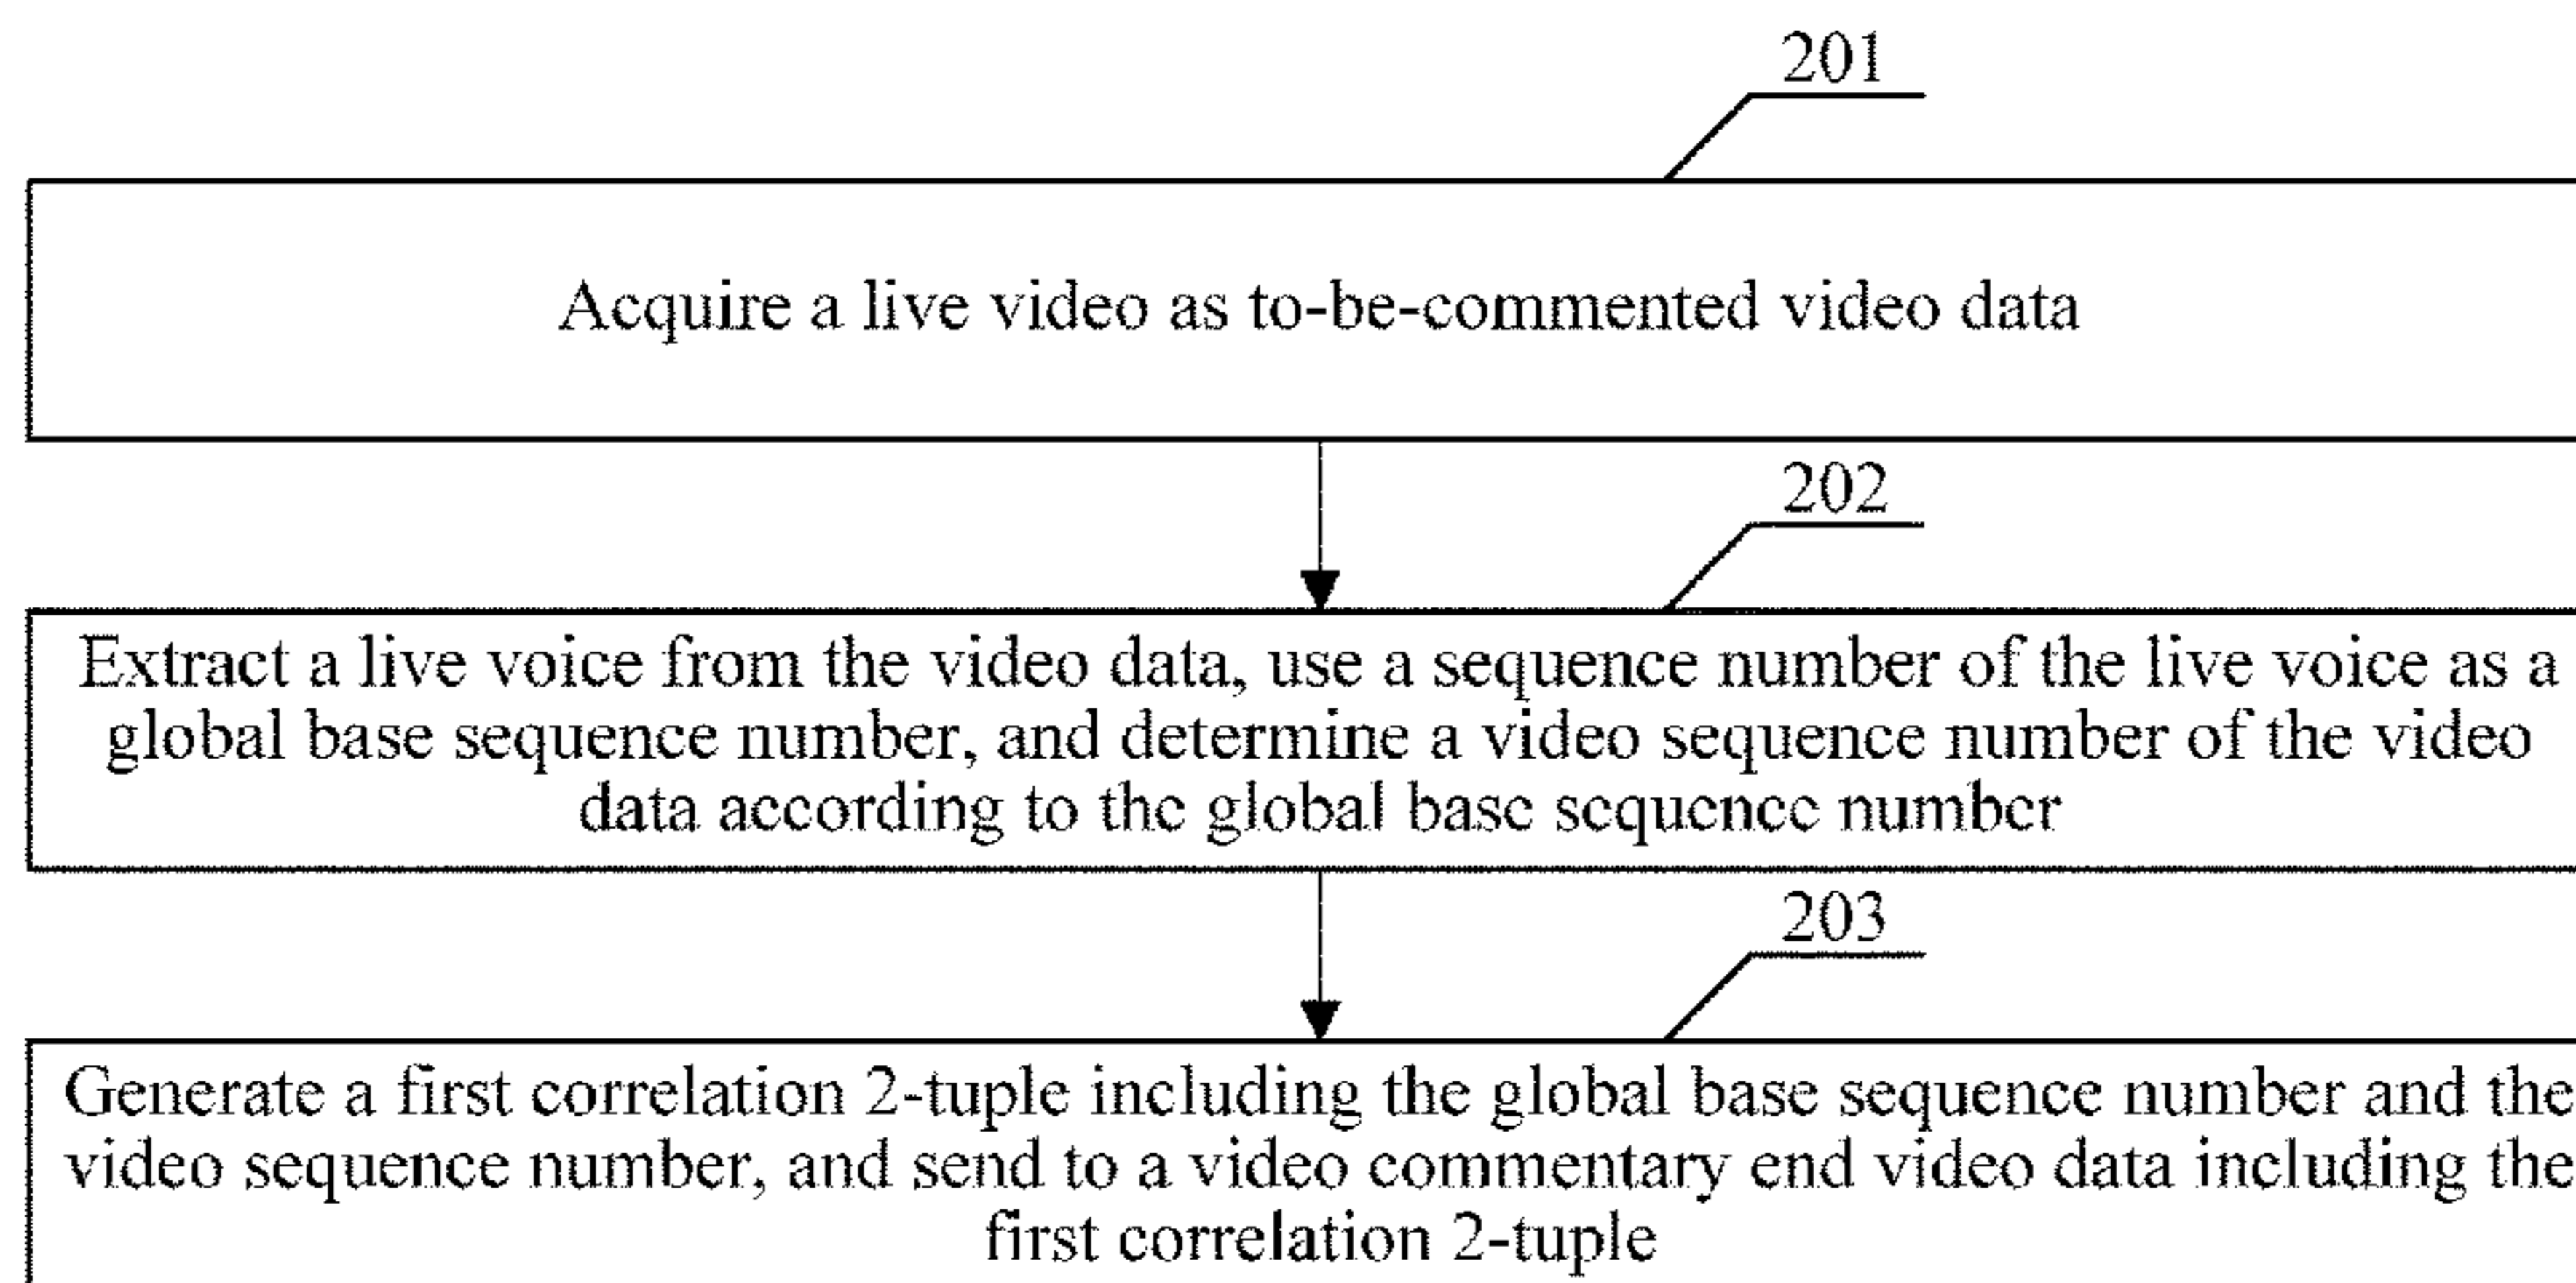 201
Acquire a live video as to-be-commented video data
202
Extract a live voice from the video data, use a sequence number of the live voice as a
global base sequence number, and determine a video sequence number of the video
data according to the global base sequence number
203
Generate a first correlation 2-tuple including the global base sequence number and the
video sequence number, and send to a video commentary end video data including the
first correlation 2-tuple